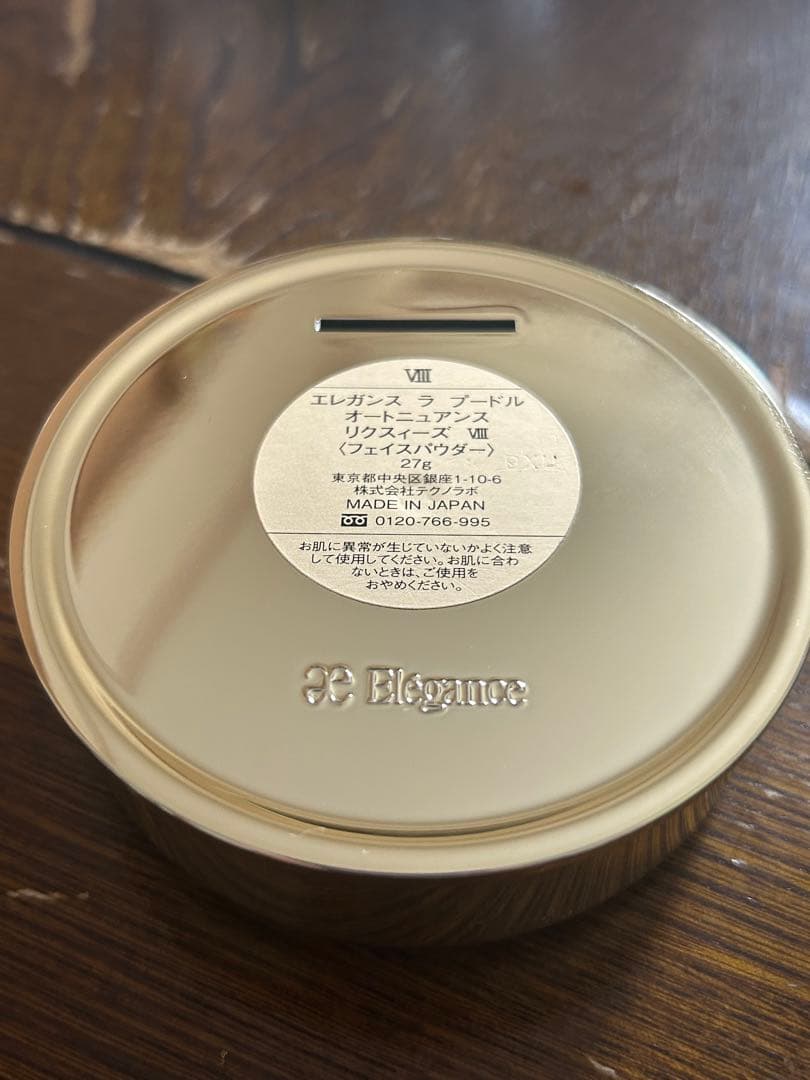 Ⅷ
エレガンス ラ プードル
オートニュアンス
リクスィーズ Ⅷ
〈フェイスパウダー〉
27g
東京都中央区銀座1-10-6
株式会社テクノラボ
MADE IN JAPAN
0120-766-995
お肌に異常が生じていないかよく注意
して使用してください。お肌に合わ
ないときは、ご使用を
おやめください。
Elégance